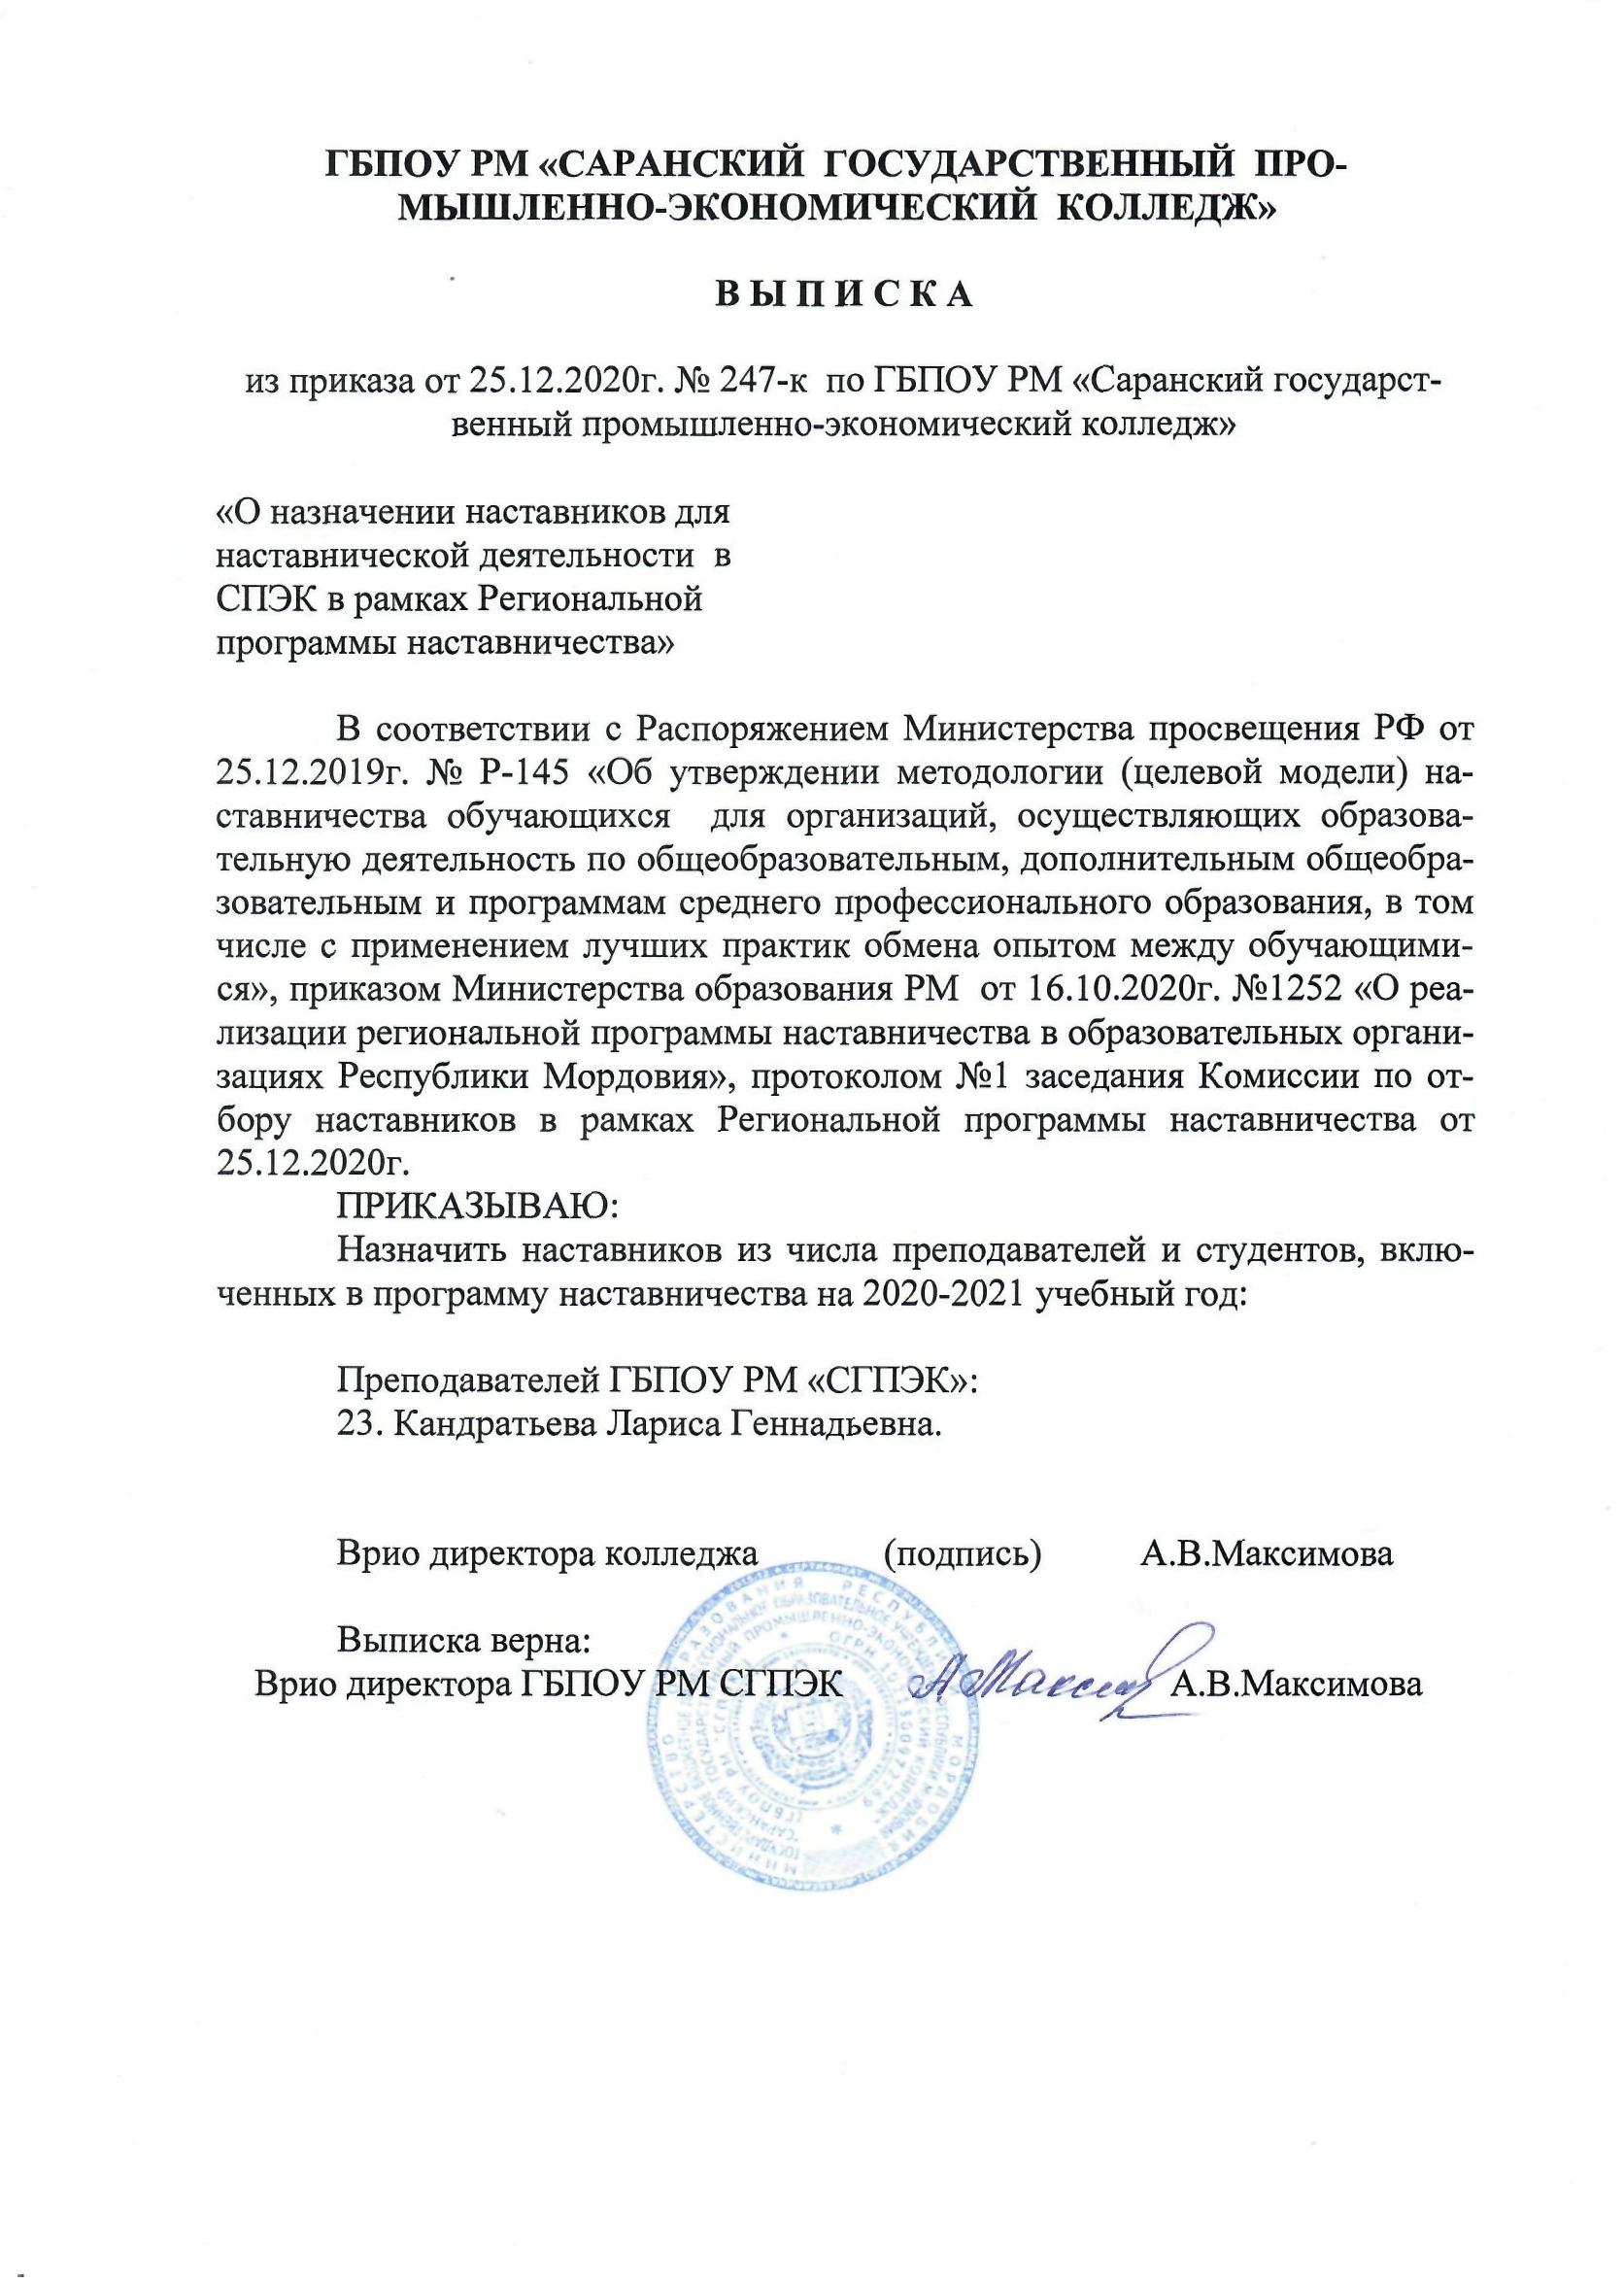 ГБПОУ РМ «САРАНСКИЙ ГОСУДАРСТВЕННЫЙ ПРО-
МЫШЛЕННО-ЭКОНОМИЧЕСКИЙ КОЛЛЕДЖ»
В Ы П И С К А
из приказа от 25.12.2020г. № 247-к по ГБПОУ РМ «Саранский государст-
венный промышленно-экономический колледж»
«О назначении наставников для
наставнической деятельности в
СПЭК в рамках Региональной
программы наставничества»
В соответствии с Распоряжением Министерства просвещения РФ от
25.12.2019г. № Р-145 «Об утверждении методологии (целевой модели) на-
ставничества обучающихся для организаций, осуществляющих образова-
тельную деятельность по общеобразовательным, дополнительным общеобра-
зовательным и программам среднего профессионального образования, в том
числе с применением лучших практик обмена опытом между обучающими-
ся», приказом Министерства образования РМ от 16.10.2020г. №1252 «О реа-
лизации региональной программы наставничества в образовательных органи-
зациях Республики Мордовия», протоколом №1 заседания Комиссии по от-
бору наставников в рамках Региональной программы наставничества от
25.12.2020г.
ПРИКАЗЫВАЮ:
Назначить наставников из числа преподавателей и студентов, вклю-
ченных в программу наставничества на 2020-2021 учебный год:
Преподавателей ГБПОУ РМ «СГПЭК»:
23. Кандратьева Лариса Геннадьевна.
Врио директора колледжа (подпись) А.В.Максимова
Выписка верна:
Врио директора ГБПОУ РМ СГПЭК А.Максим А.В.Максимова